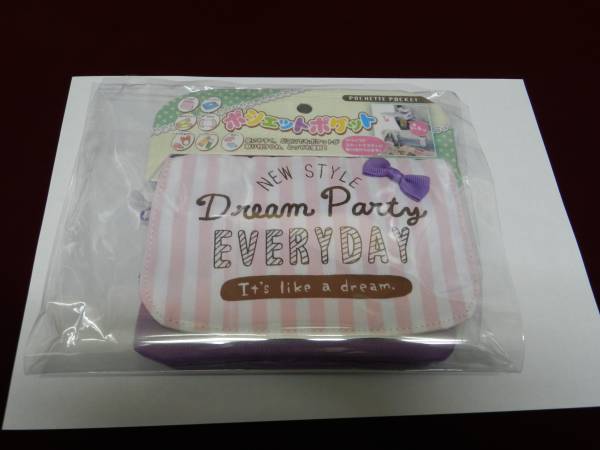 POCHETTE POCKET
ポシェットポケット
NEW STYLE
Dream Party
EVERYDAY
It's like a dream.